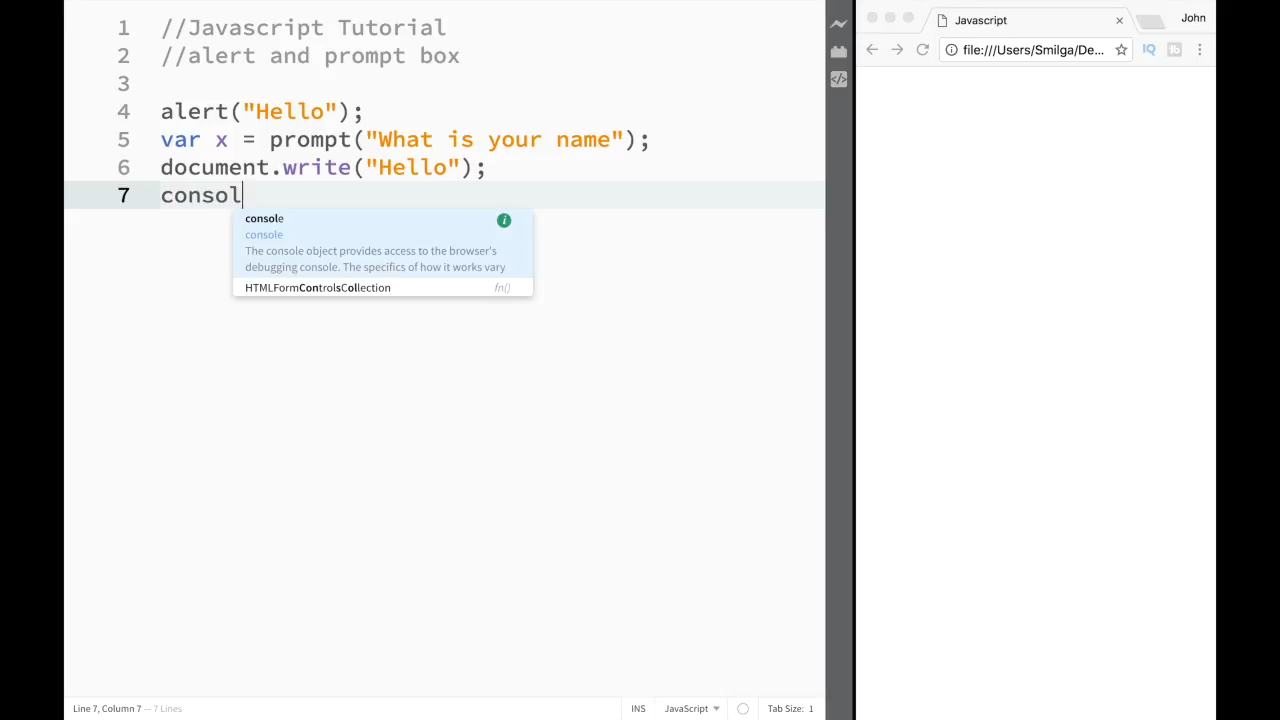 1 //Javascript Tutorial
2 //alert and prompt box
3
4 alert("Hello");
5 var x = prompt("What is your name");
6 document.write("Hello");
7 consol
console
console
The console object provides access to the browser's
debugging console. The specifics of how it works vary
HTMLFormControlsCollection fn()
Line 7, Column 7 — 7 Lines
INS
JavaScript
Tab Size: 1
Javascript
John
file:///Users/Smilga/De...
IQ
tb